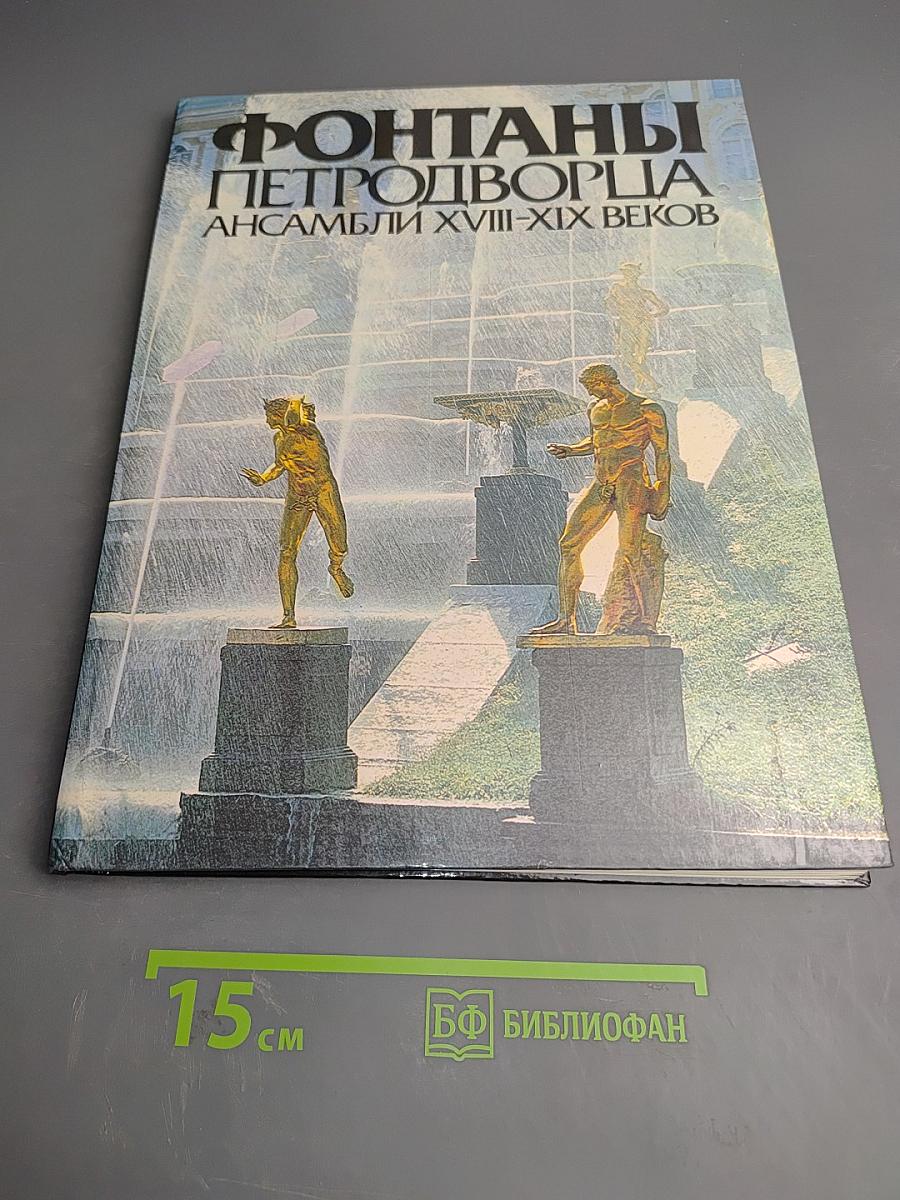 ФОНТАНЫ
ПЕТРОДВОРЦА
АНСАМБЛИ XVIII-XIX ВЕКОВ
15 см
БФ БИБЛИОФАН